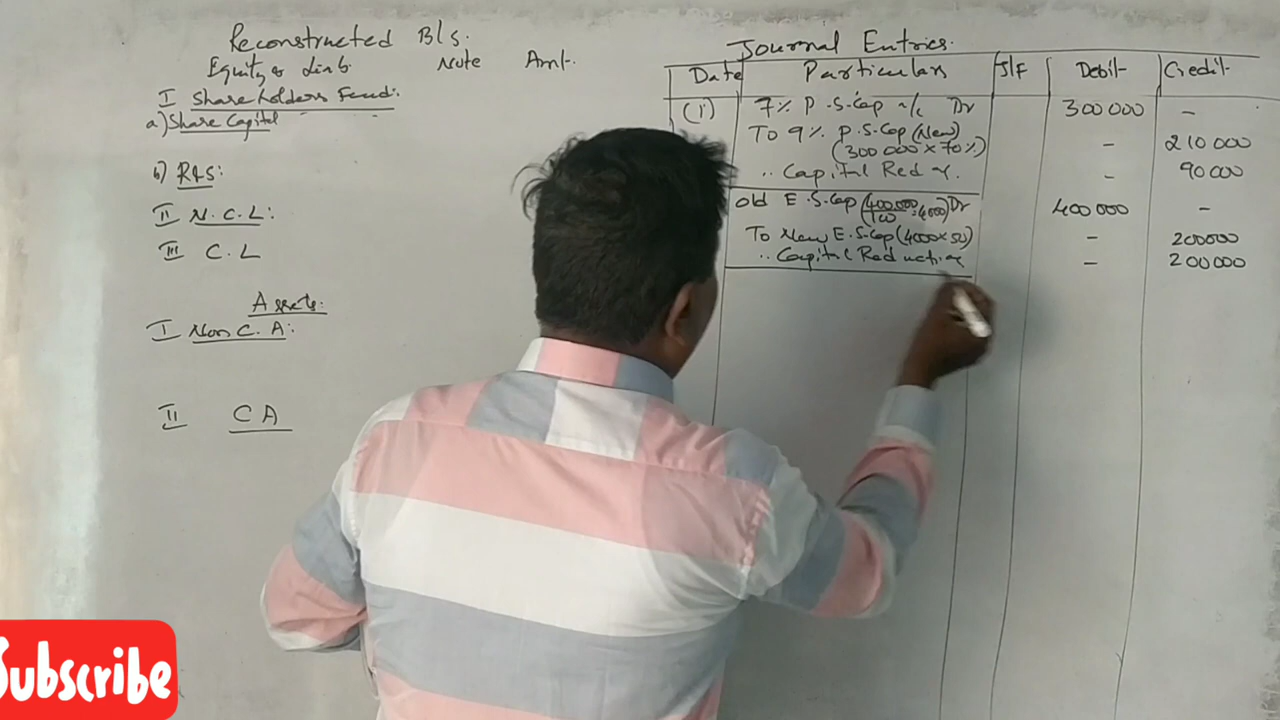 Reconstructed B/s.
Equity & Liab Note Amt.
I Shareholders Fund:
a) Share Capital
b) R&S:
II N.C.L:
III C.L
Assets:
I Non C.A:
II CA
Journal Entries.
Date Particulars J/F Debit Credit
(1) 7% P.S.Cap a/c Dr 300000 -
To 9% P.S.Cap (New) - 210000
(300000×70%)
,, Capital Red a/c. - 90000
old E.S.Cap (400000/100=4000) Dr 400000 -
To New E.S.Cap (4000×50) - 200000
,, Capital Reduction a/c - 200000
Subscribe